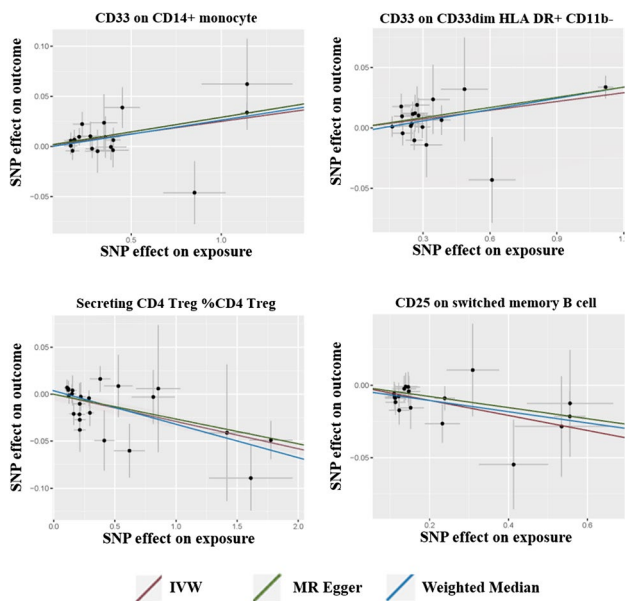 CD33 on CD14+ monocyte
CD33 on CD33dim HLA DR+ CD11b-
SNP effect on outcome
0.10
0.05
0.00
-0.05
0.5
1.0
SNP effect on exposure
SNP effect on outcome
0.05
0.00
-0.05
0.3
0.6
0.9
1.2
SNP effect on exposure
Secreting CD4 Treg %CD4 Treg
CD25 on switched memory B cell
SNP effect on outcome
0.05
0.00
-0.05
-0.10
0.0
0.5
1.0
1.5
2.0
SNP effect on exposure
SNP effect on outcome
-0.00
-0.05
0.2
0.4
0.6
SNP effect on exposure
IVW
MR Egger
Weighted Median